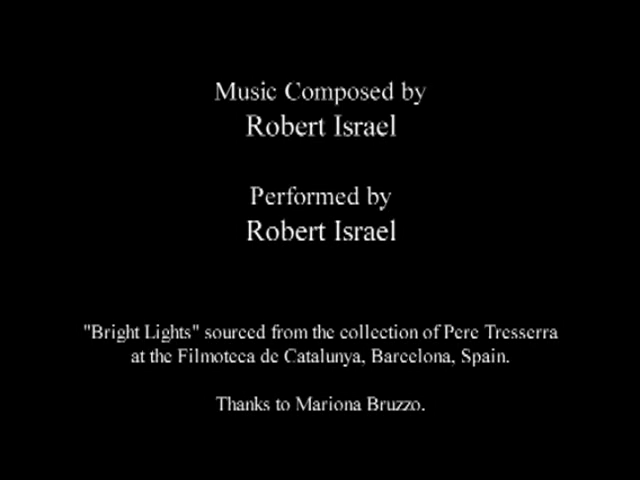 Music Composed by
Robert Israel
Performed by
Robert Israel
"Bright Lights" sourced from the collection of Pere Tresserra
at the Filmoteca de Catalunya, Barcelona, Spain.
Thanks to Mariona Bruzzo.